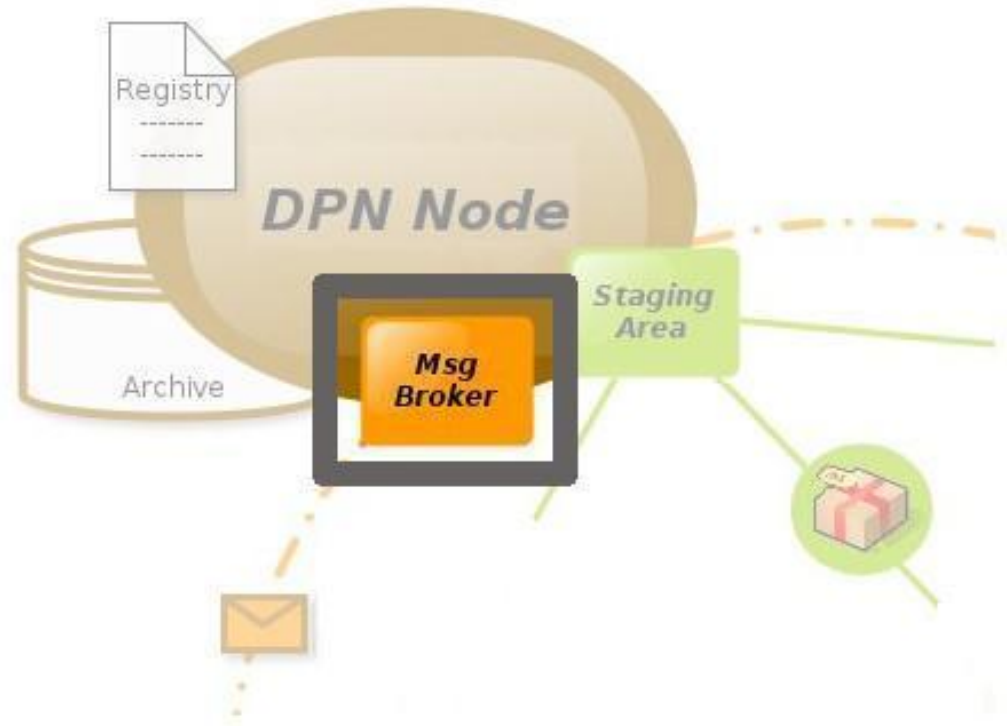 Registry
-------
-------
DPN Node
Staging
Area
Msg
Broker
Archive